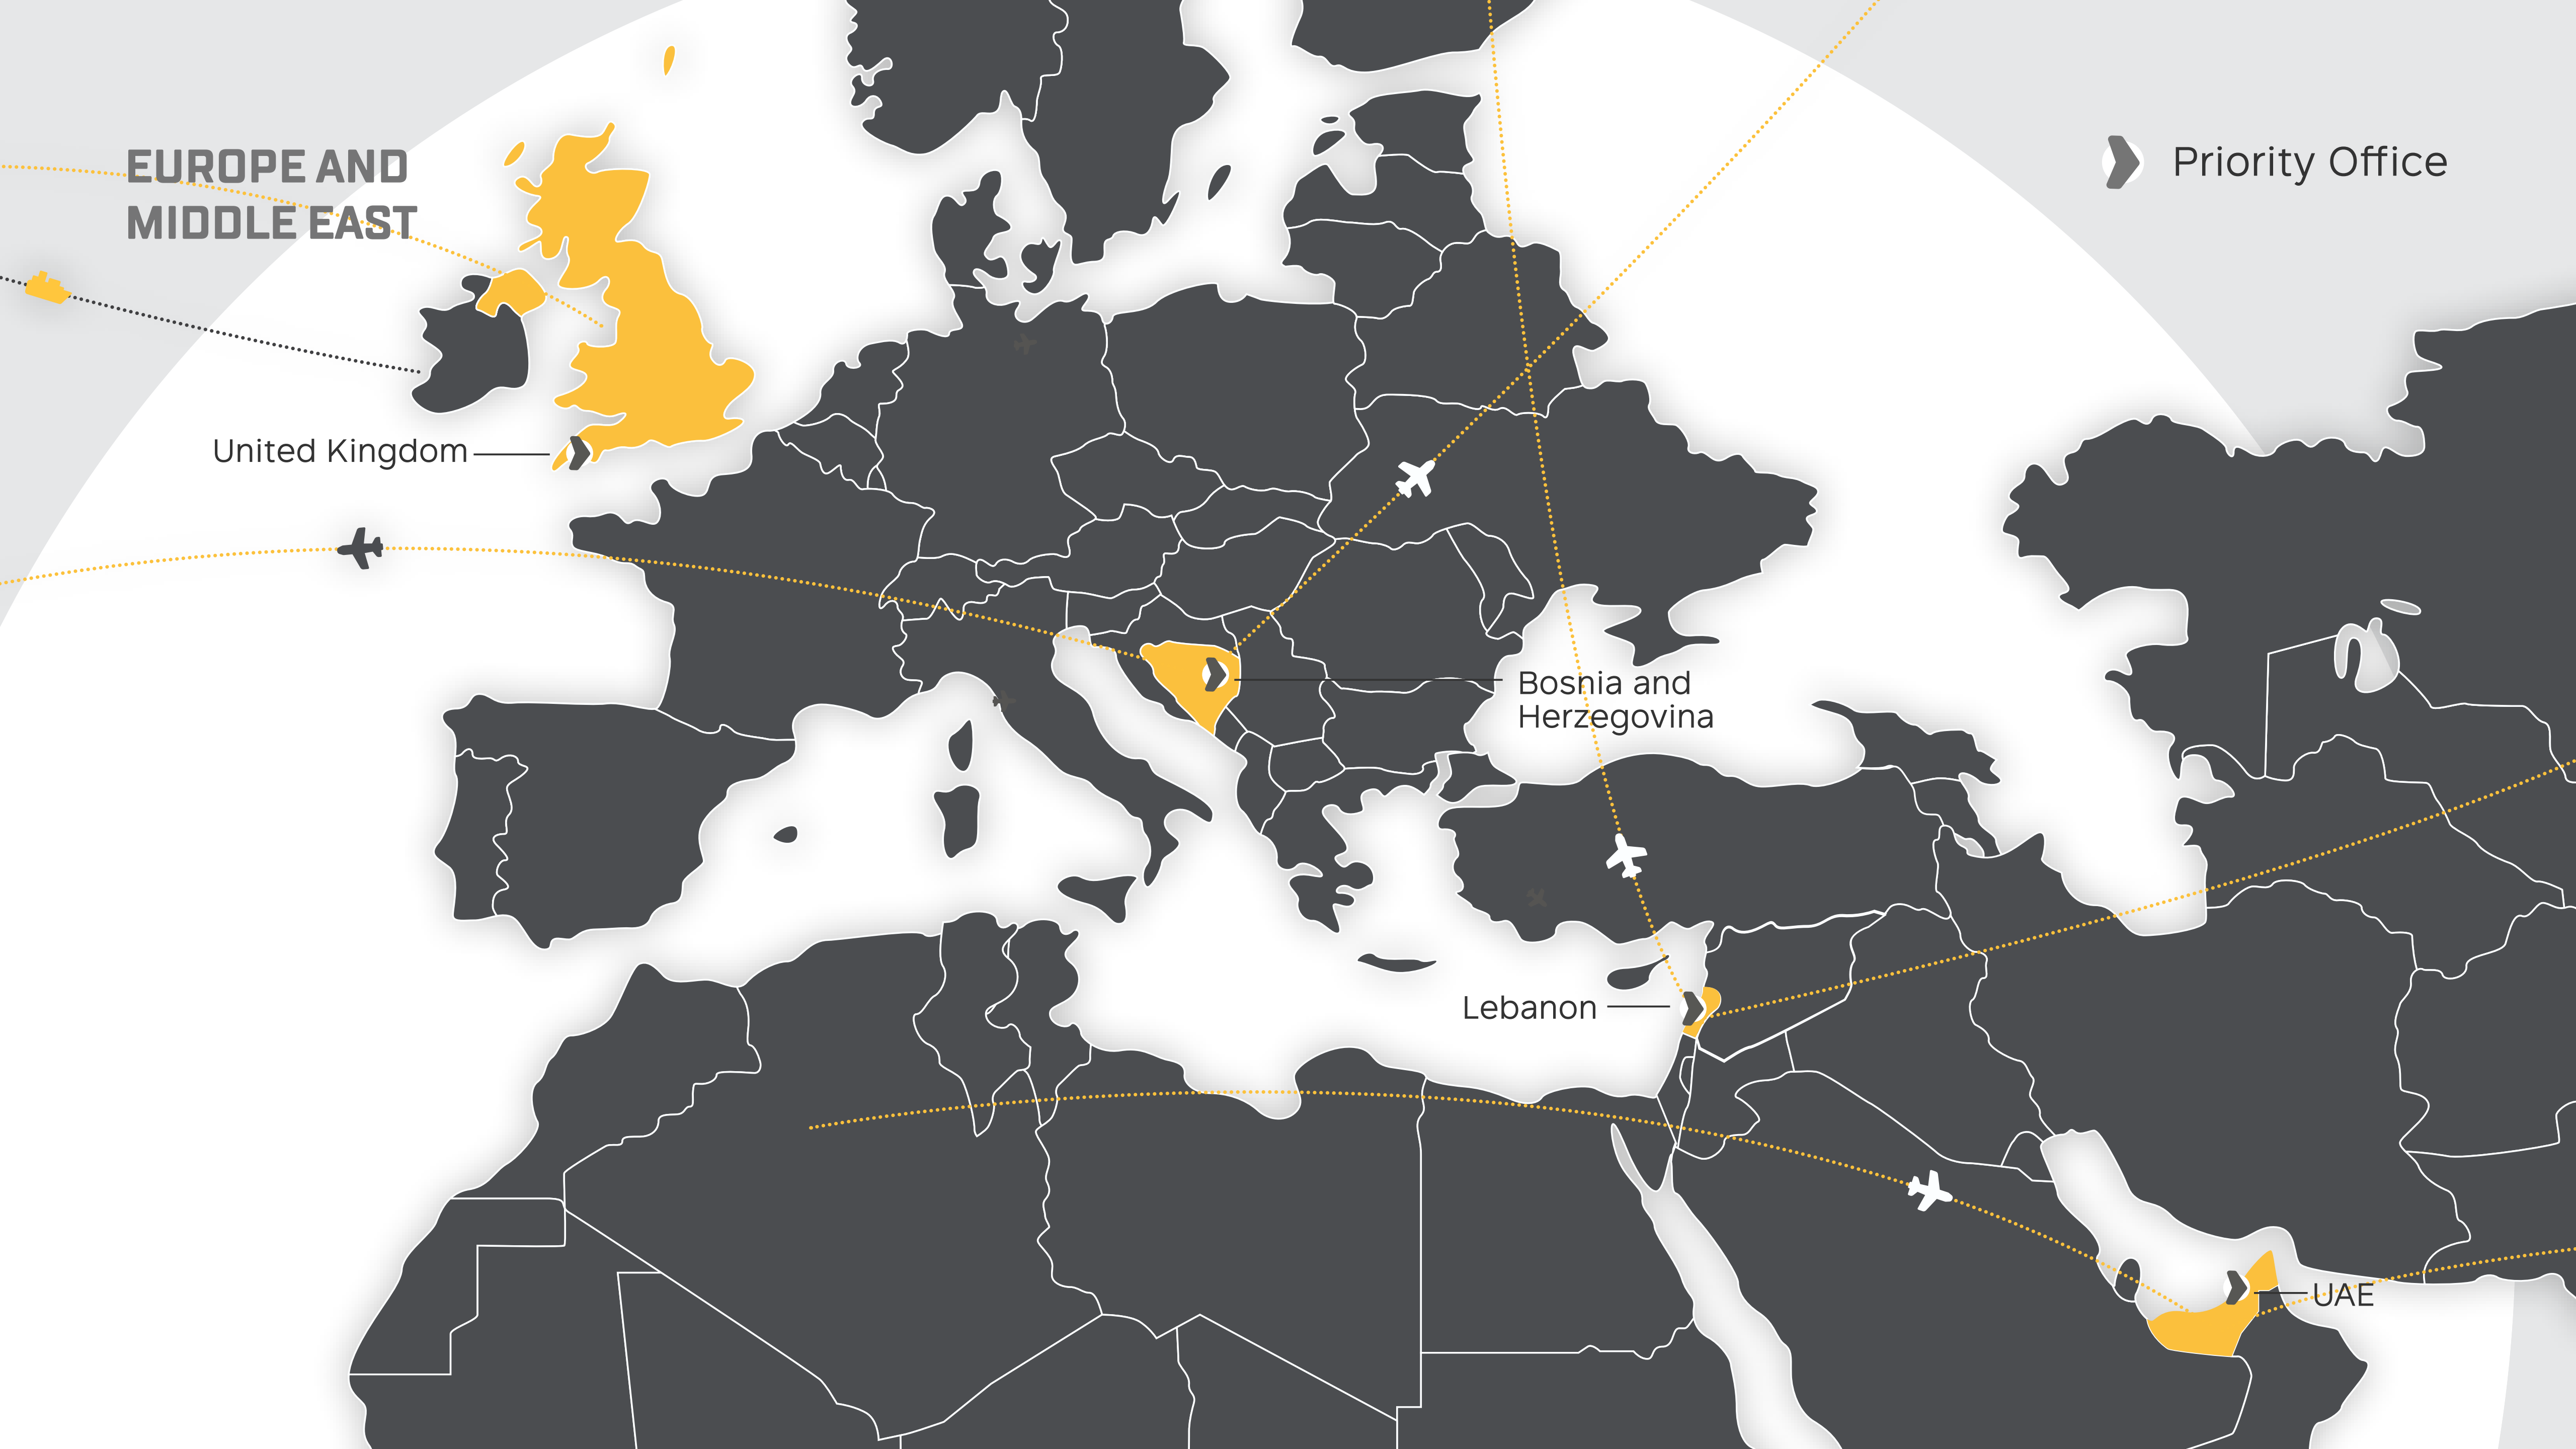 EUROPE AND
MIDDLE EAST
Priority Office
United Kingdom
Bosnia and
Herzegovina
Lebanon
UAE